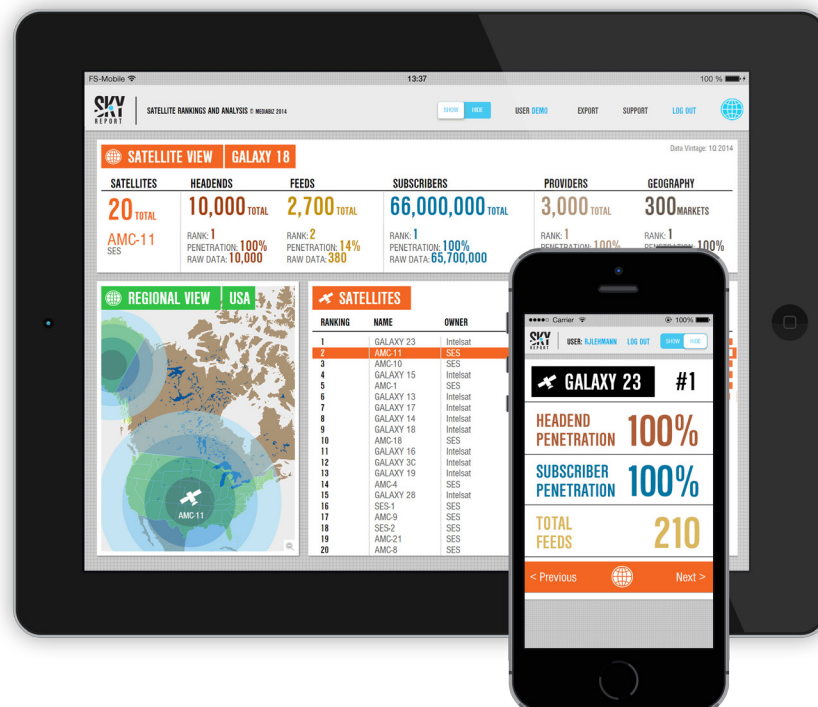 FS-Mobile 13:37 100 %
SKY REPORT SATELLITE RANKINGS AND ANALYSIS © MEDIABIZ 2014 SHOW HIDE USER DEMO EXPORT SUPPORT LOG OUT
SATELLITE VIEW GALAXY 18 Data Vintage: 1Q 2014
SATELLITES HEADENDS FEEDS SUBSCRIBERS PROVIDERS GEOGRAPHY
20 TOTAL 10,000 TOTAL 2,700 TOTAL 66,000,000 TOTAL 3,000 TOTAL 300 MARKETS
AMC-11 RANK: 1 RANK: 2 RANK: 1 RANK: 1 RANK: 1
SES PENETRATION: 100% PENETRATION: 14% PENETRATION: 100% PENETRATION: 100% 100%
RAW DATA: 10,000 RAW DATA: 380 RAW DATA: 65,700,000
REGIONAL VIEW USA
AMC-11
SATELLITES
RANKING NAME OWNER
1 GALAXY 23 Intelsat
2 AMC-11 SES
3 AMC-10 SES
4 GALAXY 15 Intelsat
5 AMC-1 SES
6 GALAXY 13 Intelsat
7 GALAXY 17 Intelsat
8 GALAXY 14 Intelsat
9 GALAXY 18 Intelsat
10 AMC-18 SES
11 GALAXY 16 Intelsat
12 GALAXY 3C Intelsat
13 GALAXY 19 Intelsat
14 AMC-4 SES
15 GALAXY 28 Intelsat
16 SES-1 SES
17 AMC-9 SES
18 SES-2 SES
19 AMC-21 SES
20 AMC-8 SES
Carrier 100%
SKY REPORT USER: RJLEHMANN LOG OUT SHOW HIDE
GALAXY 23 #1
HEADEND
PENETRATION 100%
SUBSCRIBER
PENETRATION 100%
TOTAL
FEEDS 210
< Previous Next >